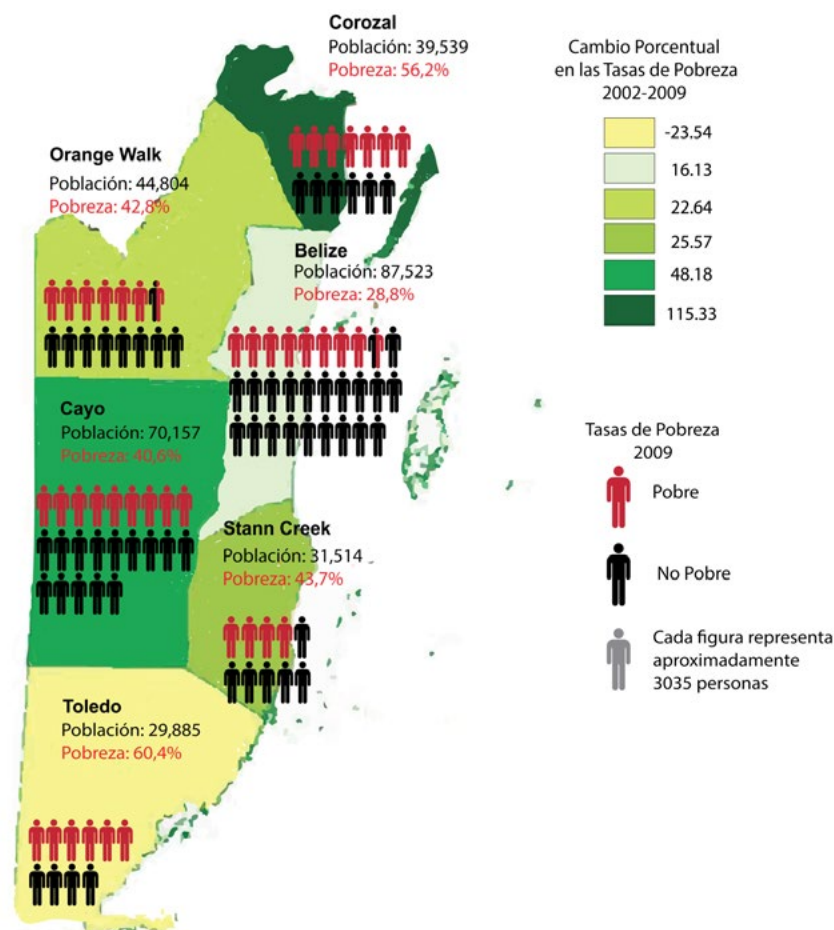 Corozal
Población: 39,539
Pobreza: 56,2%
Cambio Porcentual
en las Tasas de Pobreza
2002-2009
-23.54
16.13
22.64
25.57
48.18
115.33
Orange Walk
Población: 44,804
Pobreza: 42,8%
Belize
Población: 87,523
Pobreza: 28,8%
Cayo
Población: 70,157
Pobreza: 40,6%
Tasas de Pobreza
2009
Pobre
No Pobre
Cada figura representa
aproximadamente
3035 personas
Stann Creek
Población: 31,514
Pobreza: 43,7%
Toledo
Población: 29,885
Pobreza: 60,4%